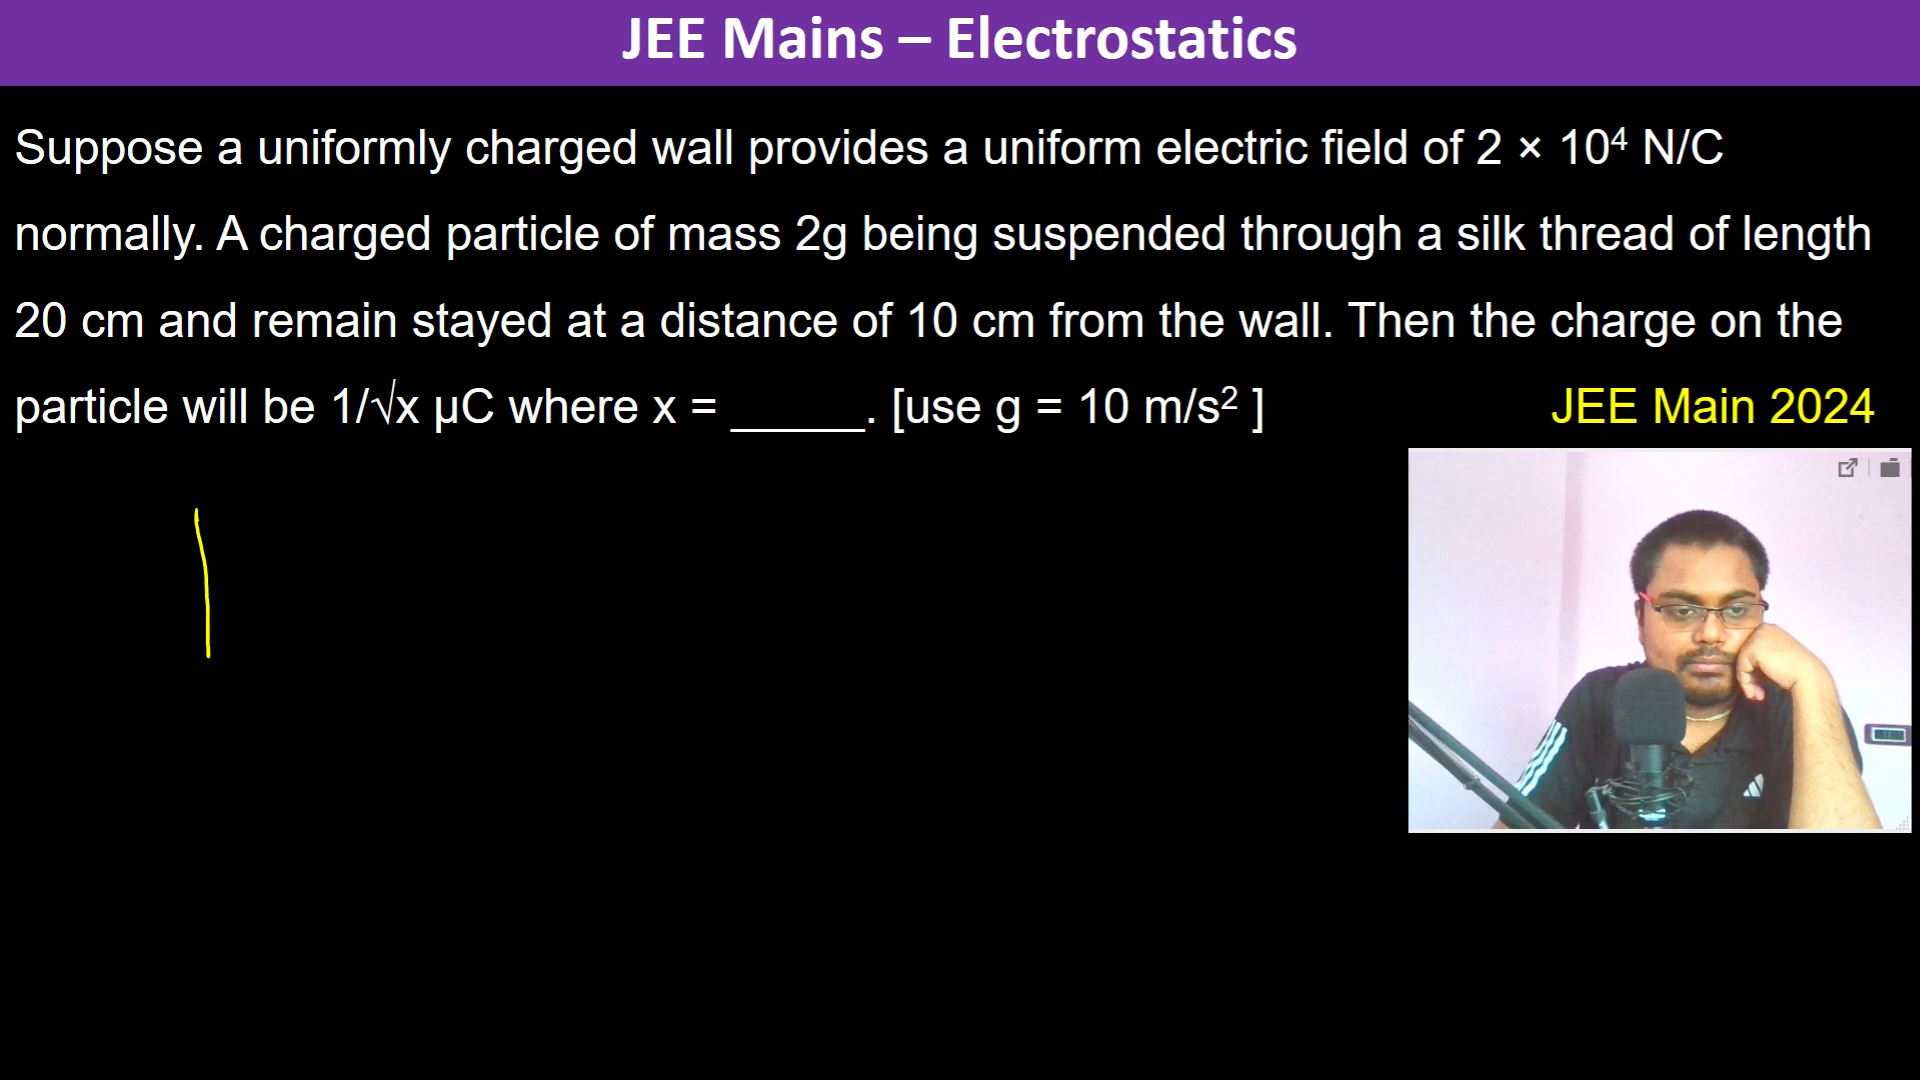 JEE Mains – Electrostatics
Suppose a uniformly charged wall provides a uniform electric field of 2 × 10⁴ N/C
normally. A charged particle of mass 2g being suspended through a silk thread of length
20 cm and remain stayed at a distance of 10 cm from the wall. Then the charge on the
particle will be 1/√x μC where x = _____. [use g = 10 m/s² ]
JEE Main 2024